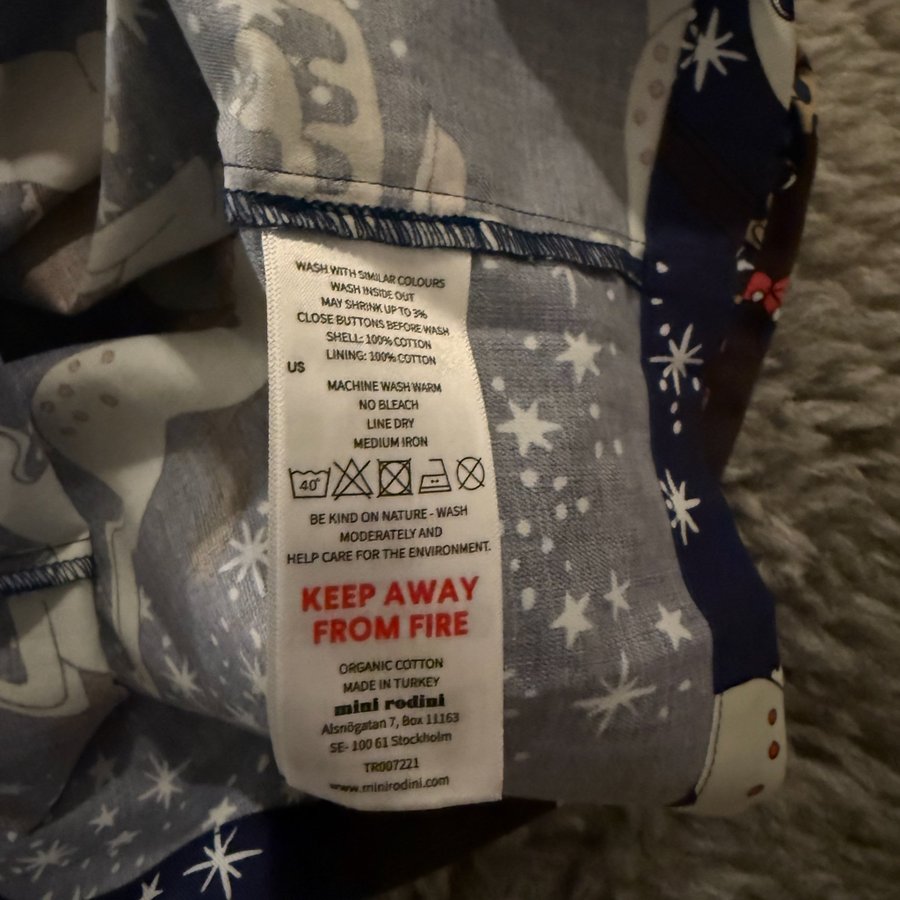 WASH WITH SIMILAR COLOURS
WASH INSIDE OUT
MAY SHRINK UP TO 3%
CLOSE BUTTONS BEFORE WASH
SHELL: 100% COTTON
LINING: 100% COTTON
US
MACHINE WASH WARM
NO BLEACH
LINE DRY
MEDIUM IRON
40°
BE KIND ON NATURE - WASH
MODERATELY AND
HELP CARE FOR THE ENVIRONMENT.
KEEP AWAY
FROM FIRE
ORGANIC COTTON
MADE IN TURKEY
mini rodini
Alsnögatan 7, Box 11163
SE- 100 61 Stockholm
TR007221
www.minirodini.com